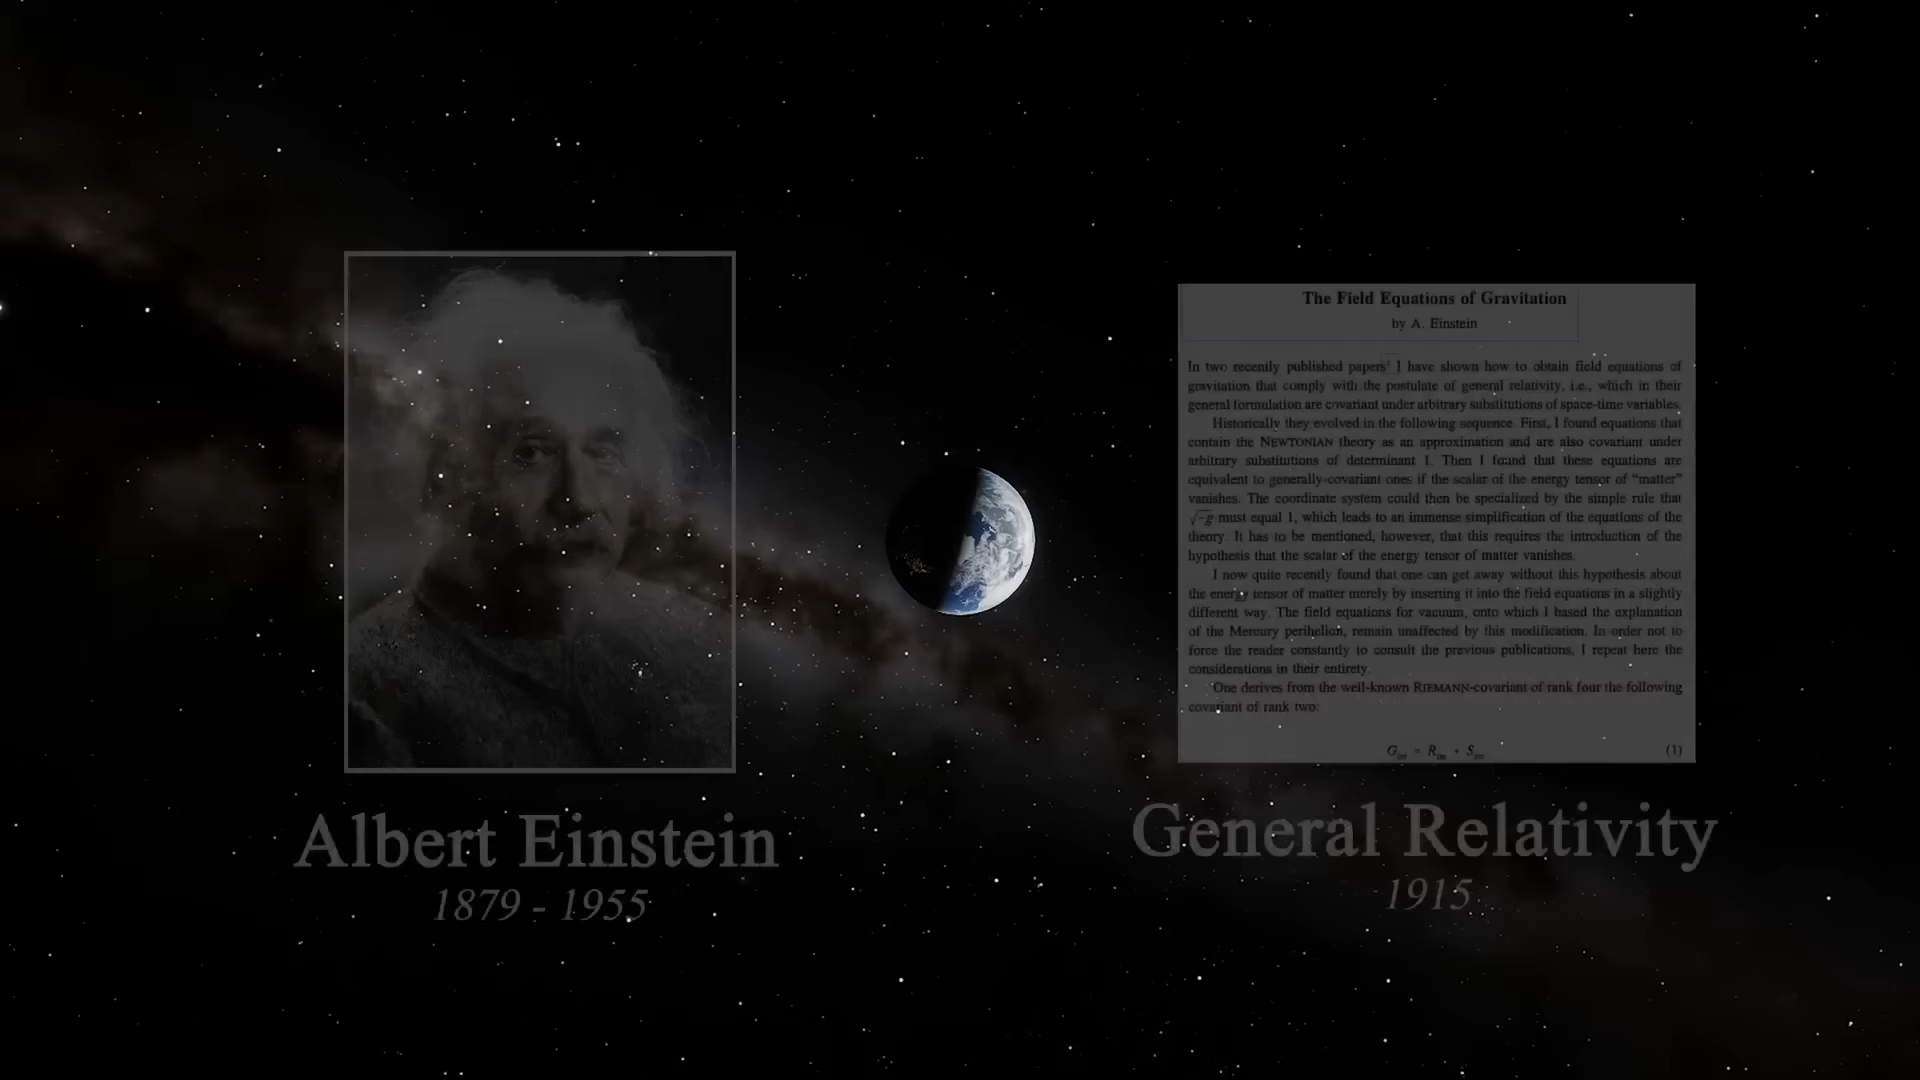 Albert Einstein
1879 - 1955
The Field Equations of Gravitation
by A. Einstein
In two recently published papers¹ I have shown how to obtain field equations of
gravitation that comply with the postulate of general relativity, i.e., which in their
general formulation are covariant under arbitrary substitutions of space-time variables.
Historically they evolved in the following sequence. First, I found equations that
contain the NEWTONIAN theory as an approximation and are also covariant under
arbitrary substitutions of determinant 1. Then I found that these equations are
equivalent to generally-covariant ones if the scalar of the energy tensor of "matter"
vanishes. The coordinate system could then be specialized by the simple rule that
√-g must equal 1, which leads to an immense simplification of the equations of the
theory. It has to be mentioned, however, that this requires the introduction of the
hypothesis that the scalar of the energy tensor of matter vanishes.
I now quite recently found that one can get away without this hypothesis about
the energy tensor of matter merely by inserting it into the field equations in a slightly
different way. The field equations for vacuum, onto which I based the explanation
of the Mercury perihelion, remain unaffected by this modification. In order not to
force the reader constantly to consult the previous publications, I repeat here the
considerations in their entirety.
One derives from the well-known RIEMANN-covariant of rank four the following
covariant of rank two:
G_im = R_im + S_im (1)
General Relativity
1915